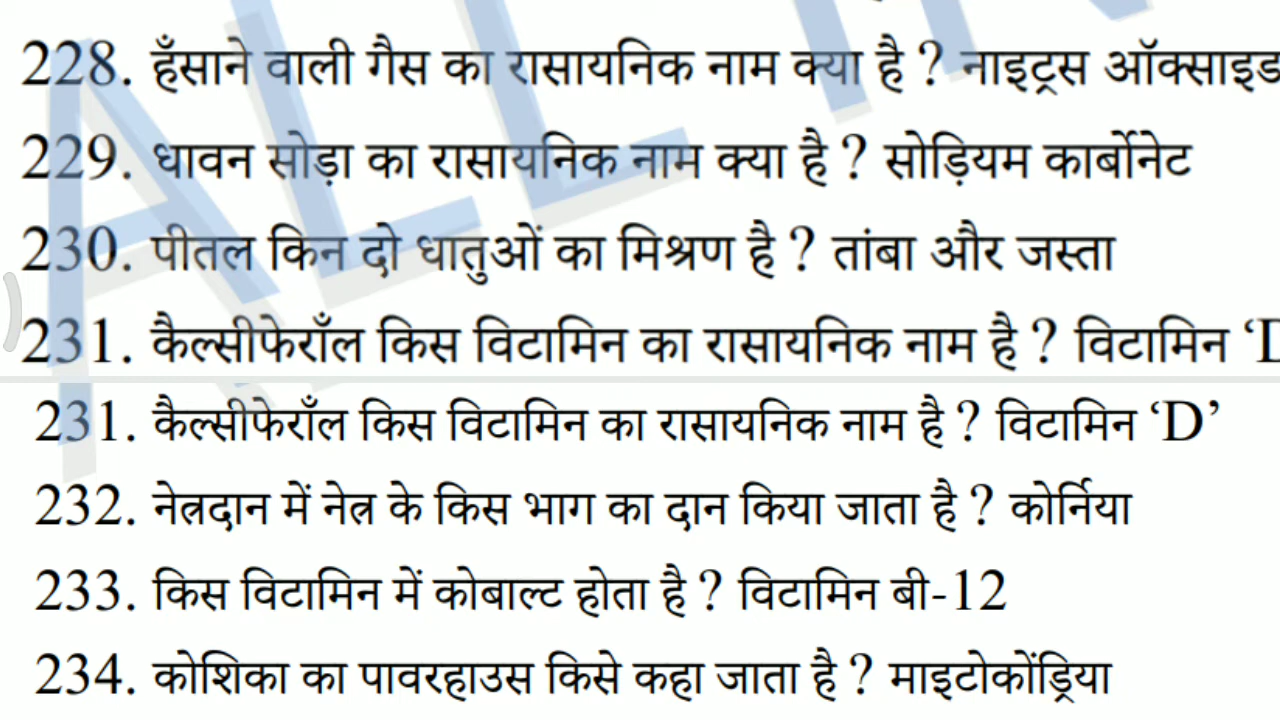 228. हँसाने वाली गैस का रासायनिक नाम क्या है ? नाइट्रस ऑक्साइड
229. धावन सोड़ा का रासायनिक नाम क्या है ? सोड़ियम कार्बोनेट
230. पीतल किन दो धातुओं का मिश्रण है ? तांबा और जस्ता
231. कैल्सीफेराँल किस विटामिन का रासायनिक नाम है ? विटामिन ‘D
231. कैल्सीफेराँल किस विटामिन का रासायनिक नाम है ? विटामिन ‘D’
232. नेत्रदान में नेत्र के किस भाग का दान किया जाता है ? कोर्निया
233. किस विटामिन में कोबाल्ट होता है ? विटामिन बी-12
234. कोशिका का पावरहाउस किसे कहा जाता है ? माइटोकोंड्रिया